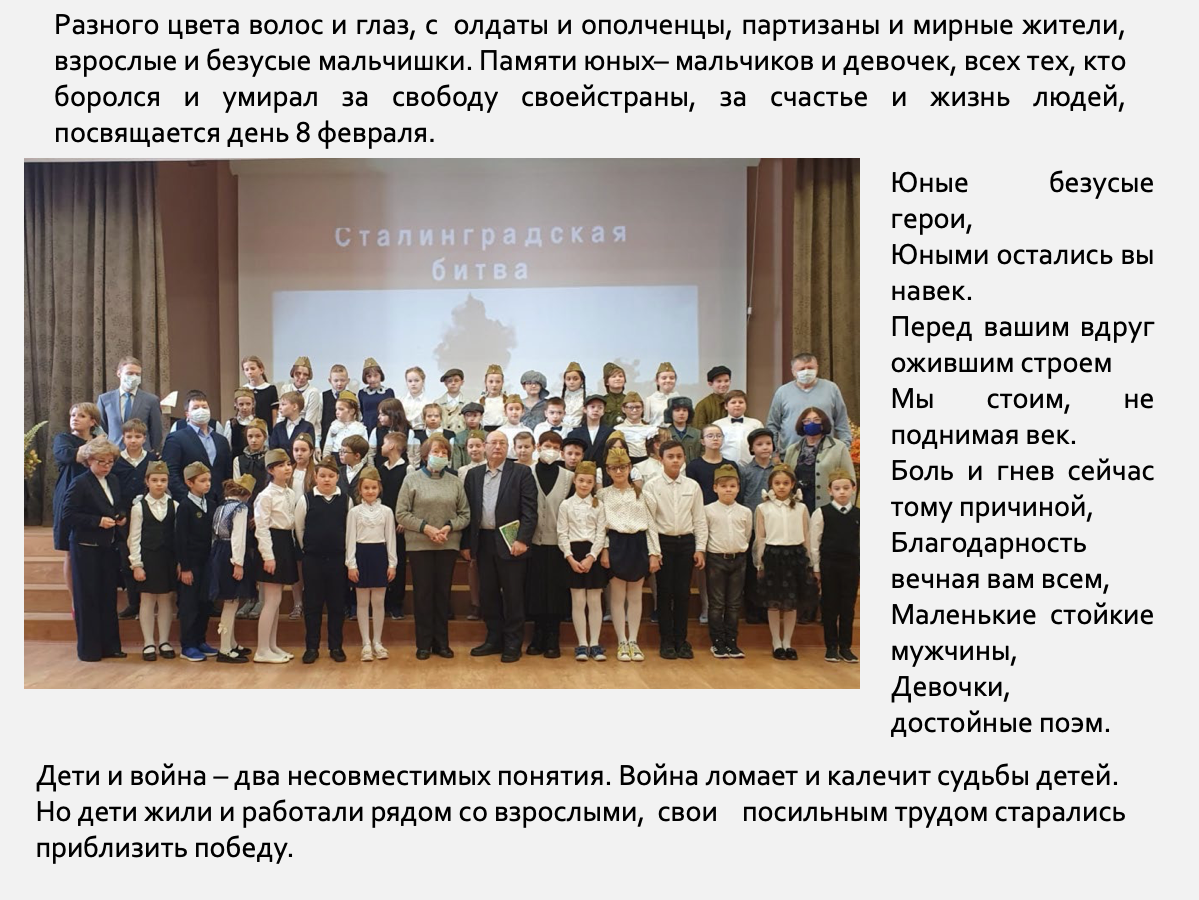 Разного цвета волос и глаз, с олдаты и ополченцы, партизаны и мирные жители,
взрослые и безусые мальчишки. Памяти юных– мальчиков и девочек, всех тех, кто
боролся и умирал за свободу своейстраны, за счастье и жизнь людей,
посвящается день 8 февраля.
Сталинградская
битва
Юные безусые
герои,
Юными остались вы
навек.
Перед вашим вдруг
ожившим строем
Мы стоим, не
поднимая век.
Боль и гнев сейчас
тому причиной,
Благодарность
вечная вам всем,
Маленькие стойкие
мужчины,
Девочки,
достойные поэм.
Дети и война – два несовместимых понятия. Война ломает и калечит судьбы детей.
Но дети жили и работали рядом со взрослыми, свои посильным трудом старались
приблизить победу.